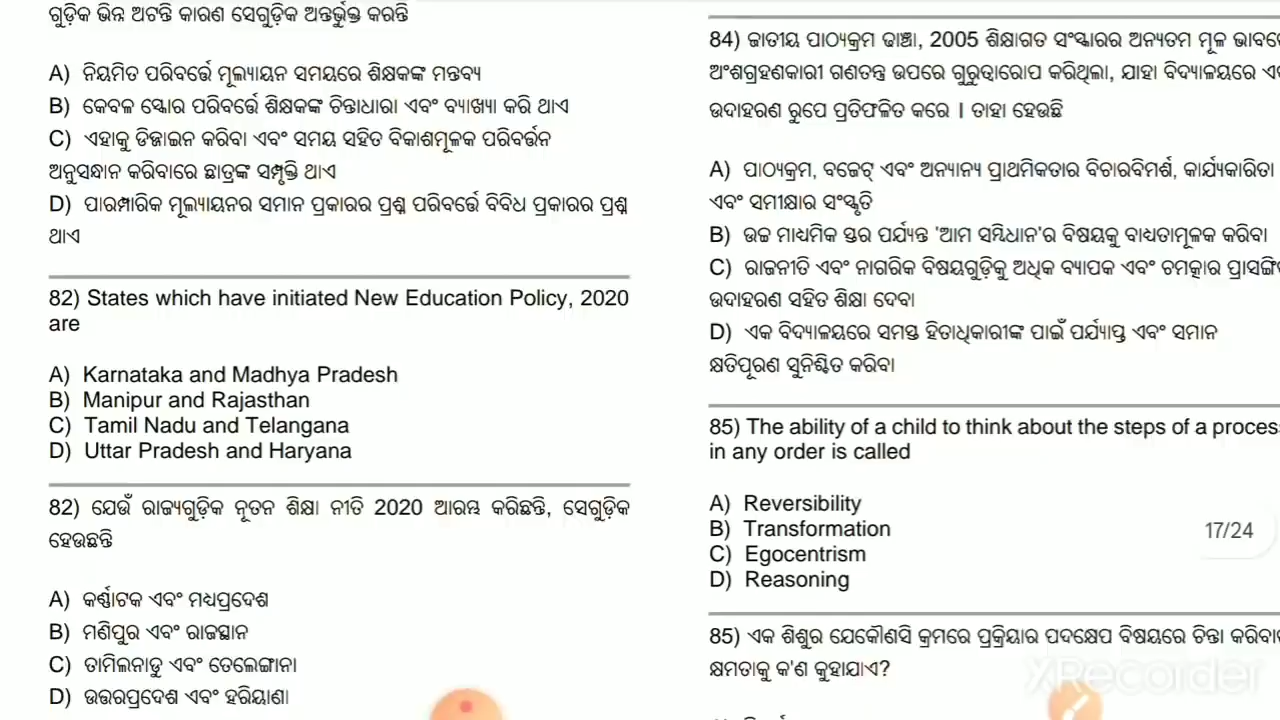 ଗୁଡ଼ିକ ଭିନ୍ନ ଅଟନ୍ତି କାରଣ ସେଗୁଡ଼ିକ ଅନ୍ତର୍ଭୁକ୍ତ କରନ୍ତି
A) ନିୟମିତ ପରିବର୍ତ୍ତେ ମୂଲ୍ୟାୟନ ସମୟରେ ଶିକ୍ଷକଙ୍କ ମନ୍ତବ୍ୟ
B) କେବଳ ସ୍କୋର ପରିବର୍ତ୍ତେ ଶିକ୍ଷକଙ୍କ ଚିନ୍ତାଧାରା ଏବଂ ବ୍ୟାଖ୍ୟା କରି ଥାଏ
C) ଏହାକୁ ଡିଜାଇନ କରିବା ଏବଂ ସମୟ ସହିତ ବିକାଶମୂଳକ ପରିବର୍ତ୍ତନ
ଅନୁସନ୍ଧାନ କରିବାରେ ଛାତ୍ରଙ୍କ ସମ୍ପୃକ୍ତି ଥାଏ
D) ପାରମ୍ପାରିକ ମୂଲ୍ୟାୟନର ସମାନ ପ୍ରକାରର ପ୍ରଶ୍ନ ପରିବର୍ତ୍ତେ ବିବିଧ ପ୍ରକାରର ପ୍ରଶ୍ନ
ଥାଏ
82) States which have initiated New Education Policy, 2020
are
A) Karnataka and Madhya Pradesh
B) Manipur and Rajasthan
C) Tamil Nadu and Telangana
D) Uttar Pradesh and Haryana
82) ଯେଉଁ ରାଜ୍ୟଗୁଡ଼ିକ ନୂତନ ଶିକ୍ଷା ନୀତି 2020 ଆରମ୍ଭ କରିଛନ୍ତି, ସେଗୁଡ଼ିକ
ହେଉଛନ୍ତି
A) କର୍ଣ୍ଣାଟକ ଏବଂ ମଧ୍ୟପ୍ରଦେଶ
B) ମଣିପୁର ଏବଂ ରାଜସ୍ଥାନ
C) ତାମିଲନାଡୁ ଏବଂ ତେଲେଙ୍ଗାନା
D) ଉତ୍ତରପ୍ରଦେଶ ଏବଂ ହରିୟାଣା
84) ଜାତୀୟ ପାଠ୍ୟକ୍ରମ ଢାଞ୍ଚା, 2005 ଶିକ୍ଷାଗତ ସଂସ୍କାରର ଅନ୍ୟତମ ମୂଳ
ଅଂଶଗ୍ରହଣକାରୀ ଗଣତନ୍ତ୍ର ଉପରେ ଗୁରୁତ୍ୱାରୋପ କରିଥିଲା, ଯାହା ବିଦ୍ୟାଳୟରେ
ଉଦାହରଣ ରୂପେ ପ୍ରତିଫଳିତ କରେ । ତାହା ହେଉଛି
A) ପାଠ୍ୟକ୍ରମ, ବଜେଟ୍ ଏବଂ ଅନ୍ୟାନ୍ୟ ପ୍ରାଥମିକତାର ବିଚାରବିମର୍ଶ, କାର୍ଯ୍ୟକାରିତା
ଏବଂ ସମୀକ୍ଷାର ସଂସ୍କୃତି
B) ଉଚ୍ଚ ମାଧ୍ୟମିକ ସ୍ତର ପର୍ଯ୍ୟନ୍ତ 'ଆମ ସମ୍ବିଧାନ'ର ବିଷୟକୁ ବାଧ୍ୟତାମୂଳକ କରିବା
C) ରାଜନୀତି ଏବଂ ନାଗରିକ ବିଷୟଗୁଡ଼ିକୁ ଅଧିକ ବ୍ୟାପକ ଏବଂ ଚମତ୍କାର
ଉଦାହରଣ ସହିତ ଶିକ୍ଷା ଦେବା
D) ଏକ ବିଦ୍ୟାଳୟରେ ସମସ୍ତ ହିତାଧିକାରୀଙ୍କ ପାଇଁ ପର୍ଯ୍ୟାପ୍ତ ଏବଂ ସମାନ
କ୍ଷତିପୂରଣ ସୁନିଶ୍ଚିତ କରିବା
85) The ability of a child to think about the steps of a proces
in any order is called
A) Reversibility
B) Transformation
C) Egocentrism
D) Reasoning
17/24
85) ଏକ ଶିଶୁର ଯେକୌଣସି କ୍ରମରେ ପ୍ରକ୍ରିୟାର ପଦକ୍ଷେପ ବିଷୟରେ ଚିନ୍ତା
କ୍ଷମତାକୁ କ'ଣ କୁହାଯାଏ?
XRecorder